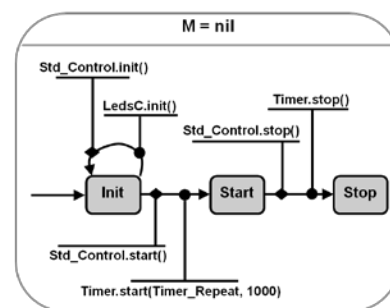 M = nil
Std_Control.init()
LedsC.init()
Timer.stop()
Std_Control.stop()
Init
Start
Stop
Std_Control.start()
Timer.start(Timer_Repeat, 1000)